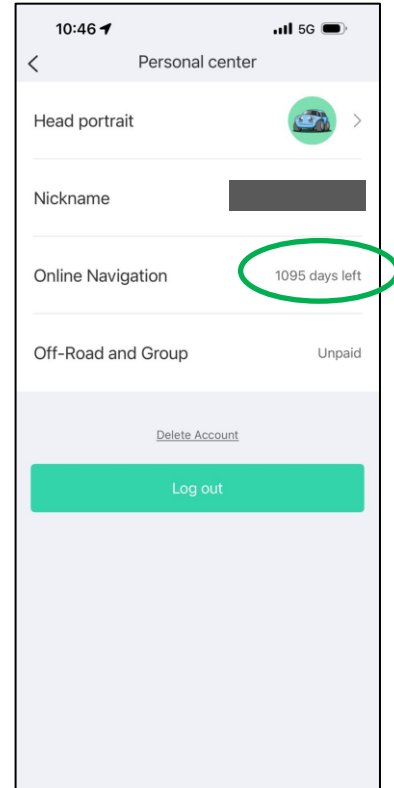 10:46 5G
Personal center
Head portrait
Nickname
Online Navigation 1095 days left
Off-Road and Group Unpaid
Delete Account
Log out